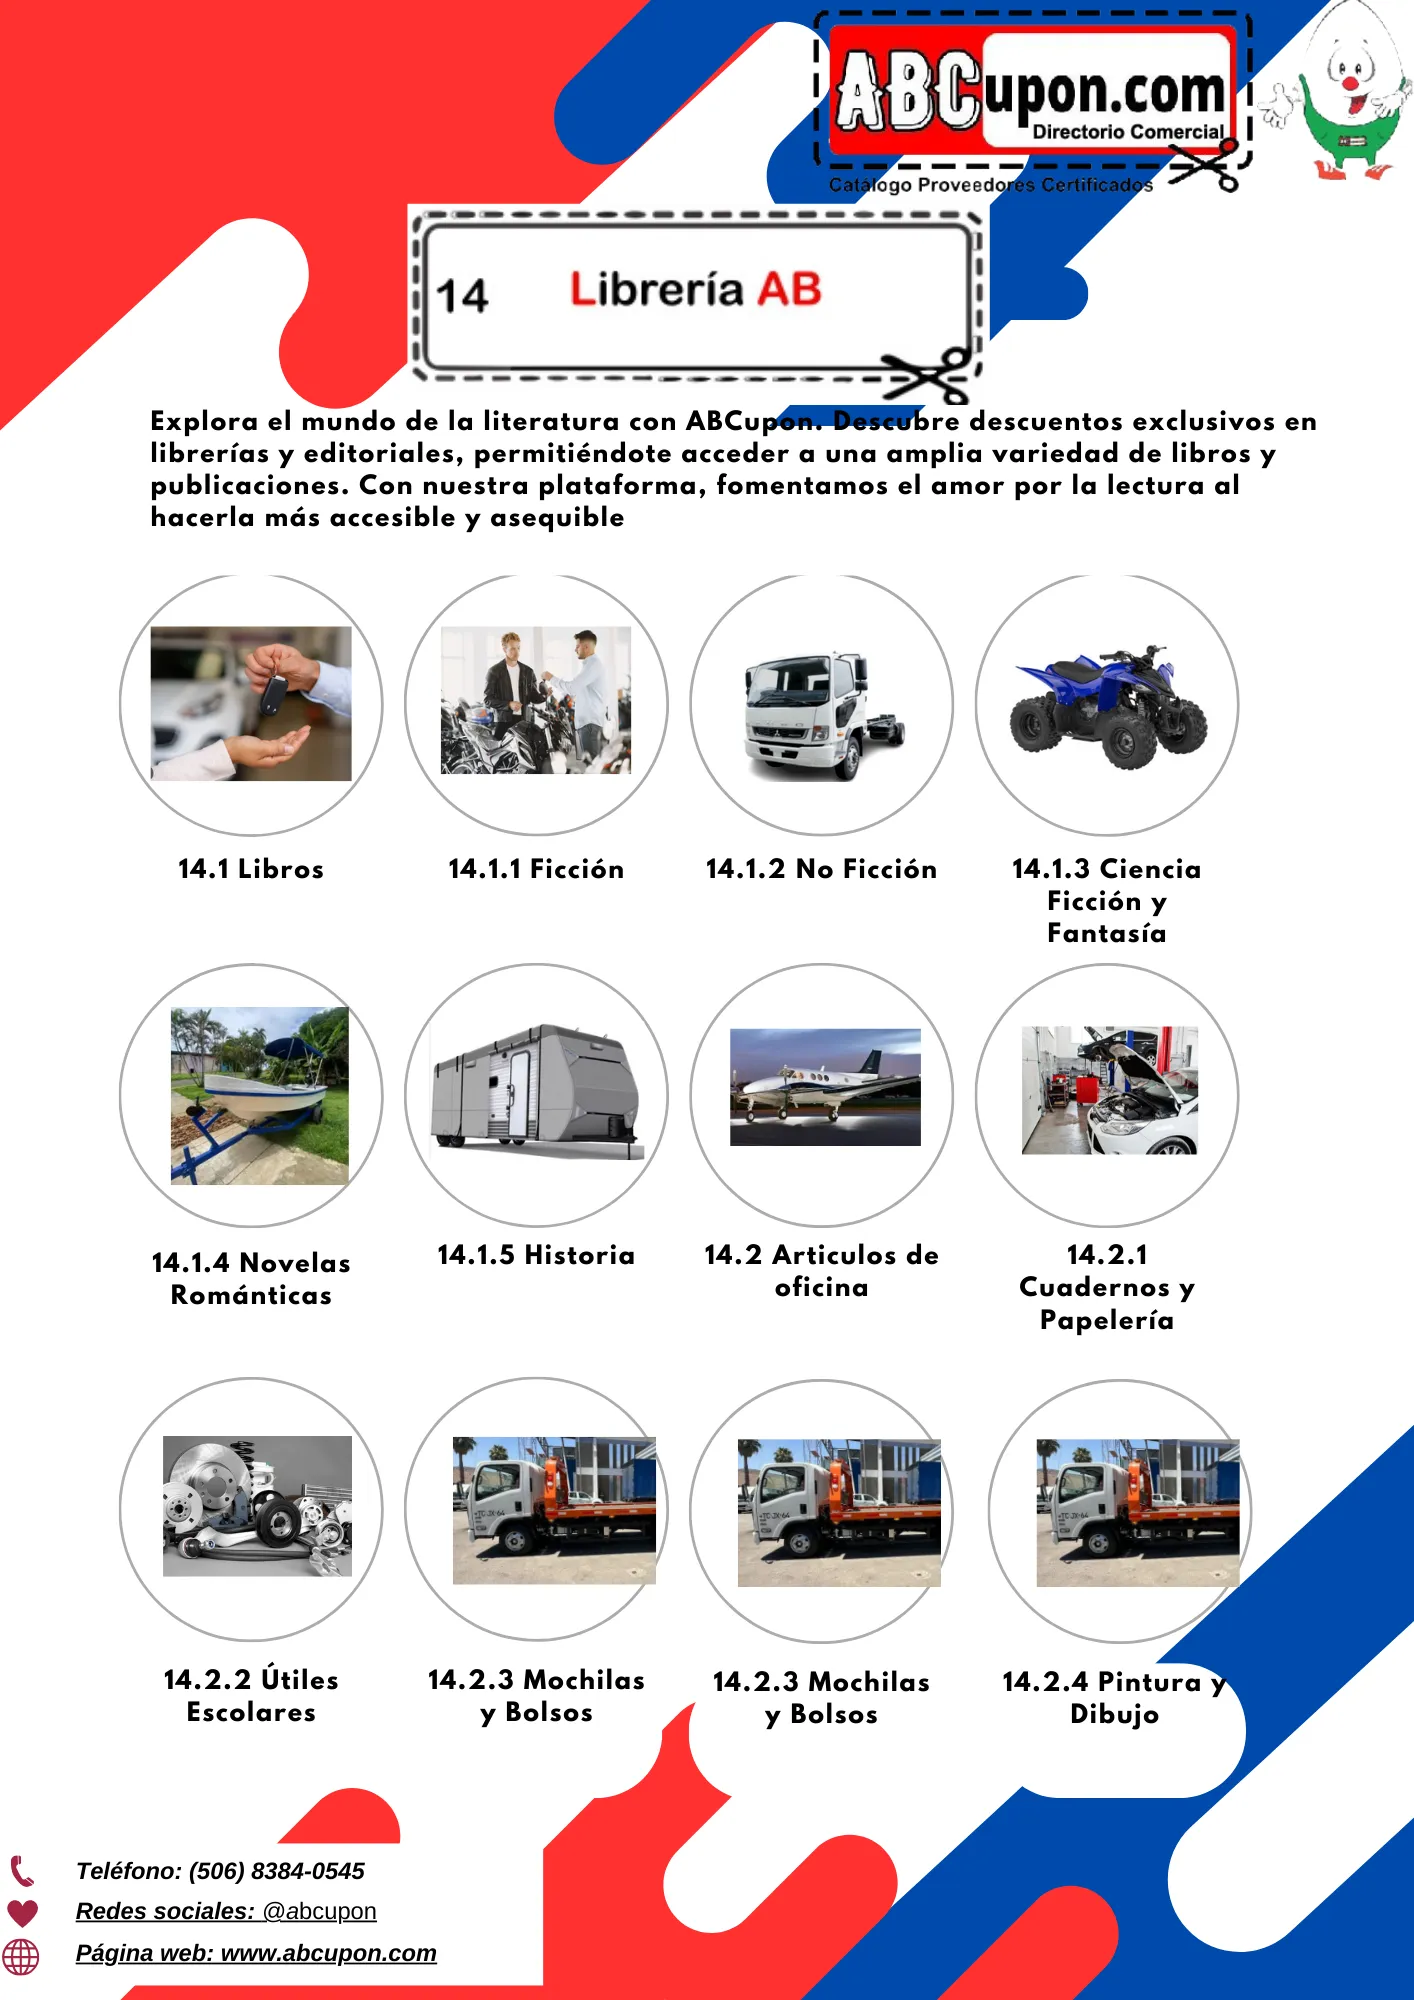 ABCupon.com
Directorio Comercial
Catálogo Proveedores Certificados
14 Librería AB
Explora el mundo de la literatura con ABCupon. Descubre descuentos exclusivos en
librerías y editoriales, permitiéndote acceder a una amplia variedad de libros y
publicaciones. Con nuestra plataforma, fomentamos el amor por la lectura al
hacerla más accesible y asequible
14.1 Libros
14.1.1 Ficción
14.1.2 No Ficción
14.1.3 Ciencia
Ficción y
Fantasía
14.1.4 Novelas
Románticas
14.1.5 Historia
14.2 Articulos de
oficina
14.2.1
Cuadernos y
Papelería
14.2.2 Útiles
Escolares
14.2.3 Mochilas
y Bolsos
14.2.3 Mochilas
y Bolsos
14.2.4 Pintura y
Dibujo
Teléfono: (506) 8384-0545
Redes sociales: @abcupon
Página web: www.abcupon.com